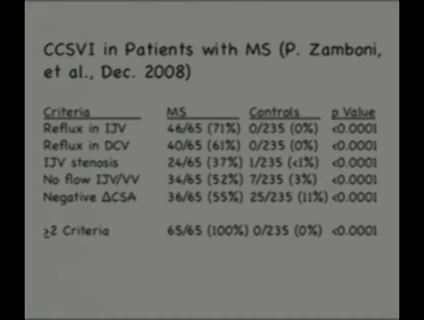 CCSVI in Patients with MS (P. Zamboni,
et al., Dec. 2008)
Criteria MS Controls p Value
Reflux in IJV 46/65 (71%) 0/235 (0%) <0.0001
Reflux in DCV 40/65 (61%) 0/235 (0%) <0.0001
IJV stenosis 24/65 (37%) 1/235 (<1%) <0.0001
No flow IJV/VV 34/65 (52%) 7/235 (3%) <0.0001
Negative ΔCSA 36/65 (55%) 25/235 (11%) <0.0001
≥2 Criteria 65/65 (100%) 0/235 (0%) <0.0001